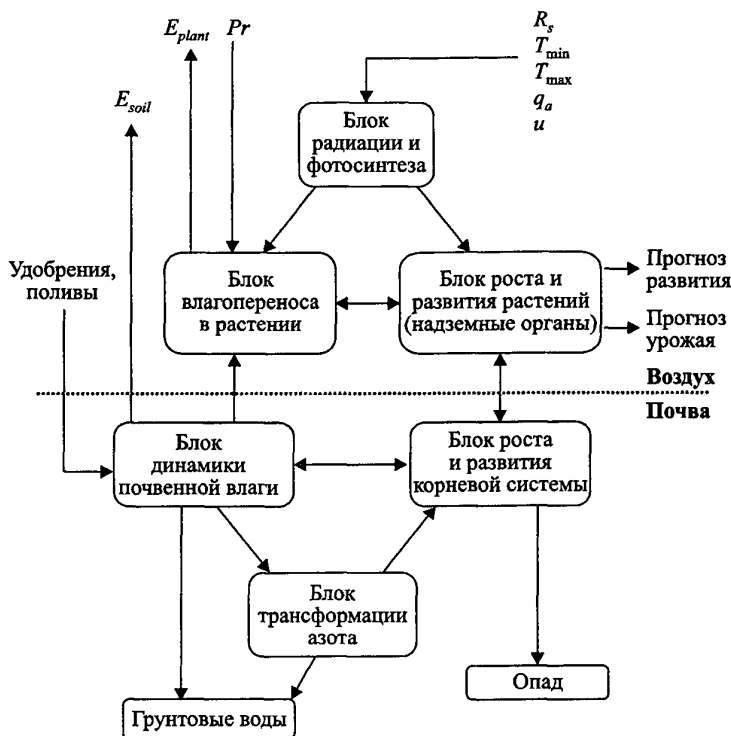 E_plant Pr
R_s
T_min
T_max
q_a
u
E_soil
Блок
радиации и
фотосинтеза
Удобрения,
поливы
Блок
влагопереноса
в растении
Блок роста и
развития растений
(надземные органы)
Прогноз
развития
Прогноз
урожая
Воздух
Почва
Блок
динамики
почвенной влаги
Блок роста
и развития
корневой системы
Блок
трансформации
азота
Грунтовые воды
Опад